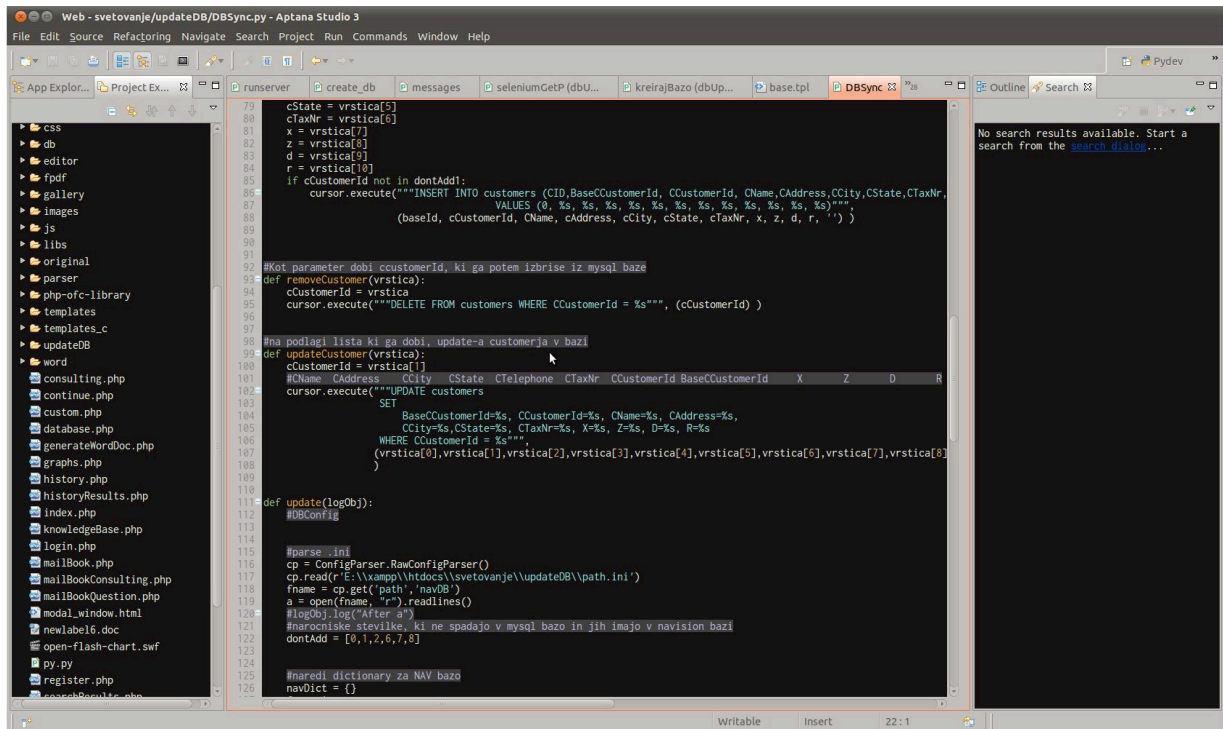 Web - svetovanje/updateDB/DBSync.py - Aptana Studio 3
File Edit Source Refactoring Navigate Search Project Run Commands Window Help
Pydev
App Explor... Project Ex...
runserver create_db messages seleniumGetP (dbU... kreirajBazo (dbUp... base.tpl DBSync 28
Outline Search
css
db
editor
fpdf
gallery
images
js
libs
original
parser
php-ofc-library
templates
templates_c
updateDB
word
consulting.php
continue.php
custom.php
database.php
generateWordDoc.php
graphs.php
history.php
historyResults.php
index.php
knowledgeBase.php
login.php
mailBook.php
mailBookConsulting.php
mailBookQuestion.php
modal_window.html
newlabel6.doc
open-flash-chart.swf
py.py
register.php
searchResults.php
79 cState = vrstica[5]
80 cTaxNr = vrstica[6]
81 x = vrstica[7]
82 z = vrstica[8]
83 d = vrstica[9]
84 r = vrstica[10]
85 if cCustomerId not in dontAdd1:
86 cursor.execute("""INSERT INTO customers (CID,BaseCCustomerId, CCustomerId, CName,CAddress,CCity,CState,CTaxNr,
87 VALUES (0, %s, %s, %s, %s, %s, %s, %s, %s, %s, %s, %s, %s)""",
88 (baseId, cCustomerId, CName, cAddress, cCity, cState, cTaxNr, x, z, d, r, '') )
89
90
91
92 #Kot parameter dobi ccustomerId, ki ga potem izbrise iz mysql baze
93 def removeCustomer(vrstica):
94 cCustomerId = vrstica
95 cursor.execute("""DELETE FROM customers WHERE CCustomerId = %s""", (cCustomerId) )
96
97
98 #na podlagi lista ki ga dobi, update-a customerja v bazi
99 def updateCustomer(vrstica):
100 cCustomerId = vrstica[1]
101 #CName CAddress CCity CState CTelephone CTaxNr CCustomerId BaseCCustomerId X Z D R
102 cursor.execute("""UPDATE customers
103 SET
104 BaseCCustomerId=%s, CCustomerId=%s, CName=%s, CAddress=%s,
105 CCity=%s,CState=%s, CTaxNr=%s, X=%s, Z=%s, D=%s, R=%s
106 WHERE CCustomerId = %s""",
107 (vrstica[0],vrstica[1],vrstica[2],vrstica[3],vrstica[4],vrstica[5],vrstica[6],vrstica[7],vrstica[8]
108 )
109
110
111 def update(logObj):
112 #DBConfig
113
114
115 #parse .ini
116 cp = ConfigParser.RawConfigParser()
117 cp.read(r'E:\\xampp\\htdocs\\svetovanje\\updateDB\\path.ini')
118 fname = cp.get('path','navDB')
119 a = open(fname, "r").readlines()
120 #logObj.log("After a")
121 #narocniske stevilke, ki ne spadajo v mysql bazo in jih imajo v navision bazi
122 dontAdd = [0,1,2,6,7,8]
123
124
125 #naredi dictionary za NAV bazo
126 navDict = {}
No search results available. Start a
search from the search dialog...
Writable Insert 22 : 1